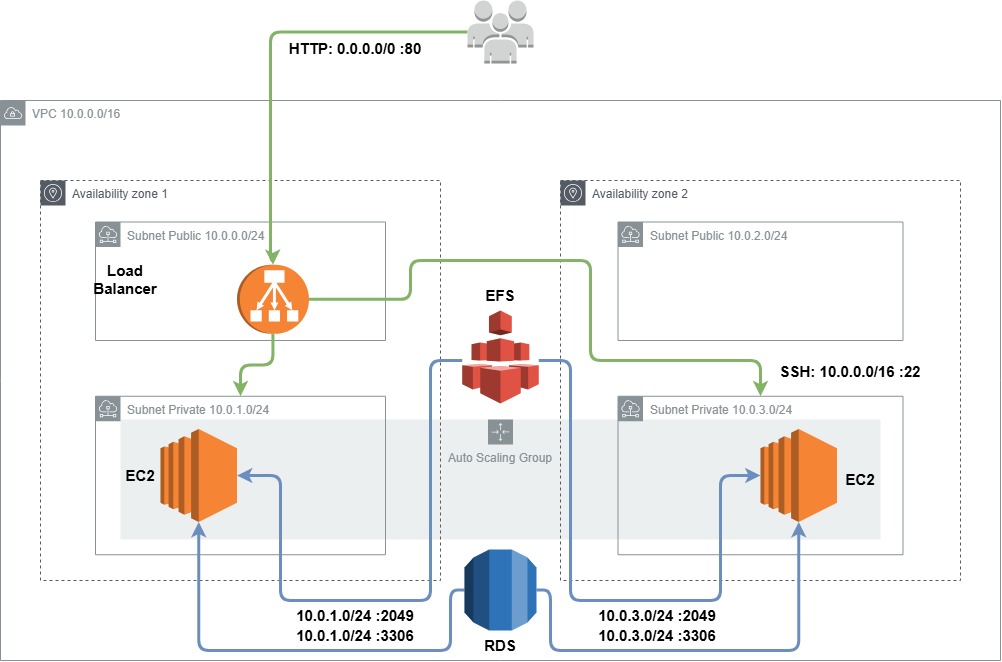 HTTP: 0.0.0.0/0 :80
VPC 10.0.0.0/16
Availability zone 1
Availability zone 2
Subnet Public 10.0.0.0/24
Subnet Public 10.0.2.0/24
Load
Balancer
EFS
SSH: 10.0.0.0/16 :22
Subnet Private 10.0.1.0/24
Subnet Private 10.0.3.0/24
Auto Scaling Group
EC2
EC2
10.0.1.0/24 :2049
10.0.1.0/24 :3306
10.0.3.0/24 :2049
10.0.3.0/24 :3306
RDS